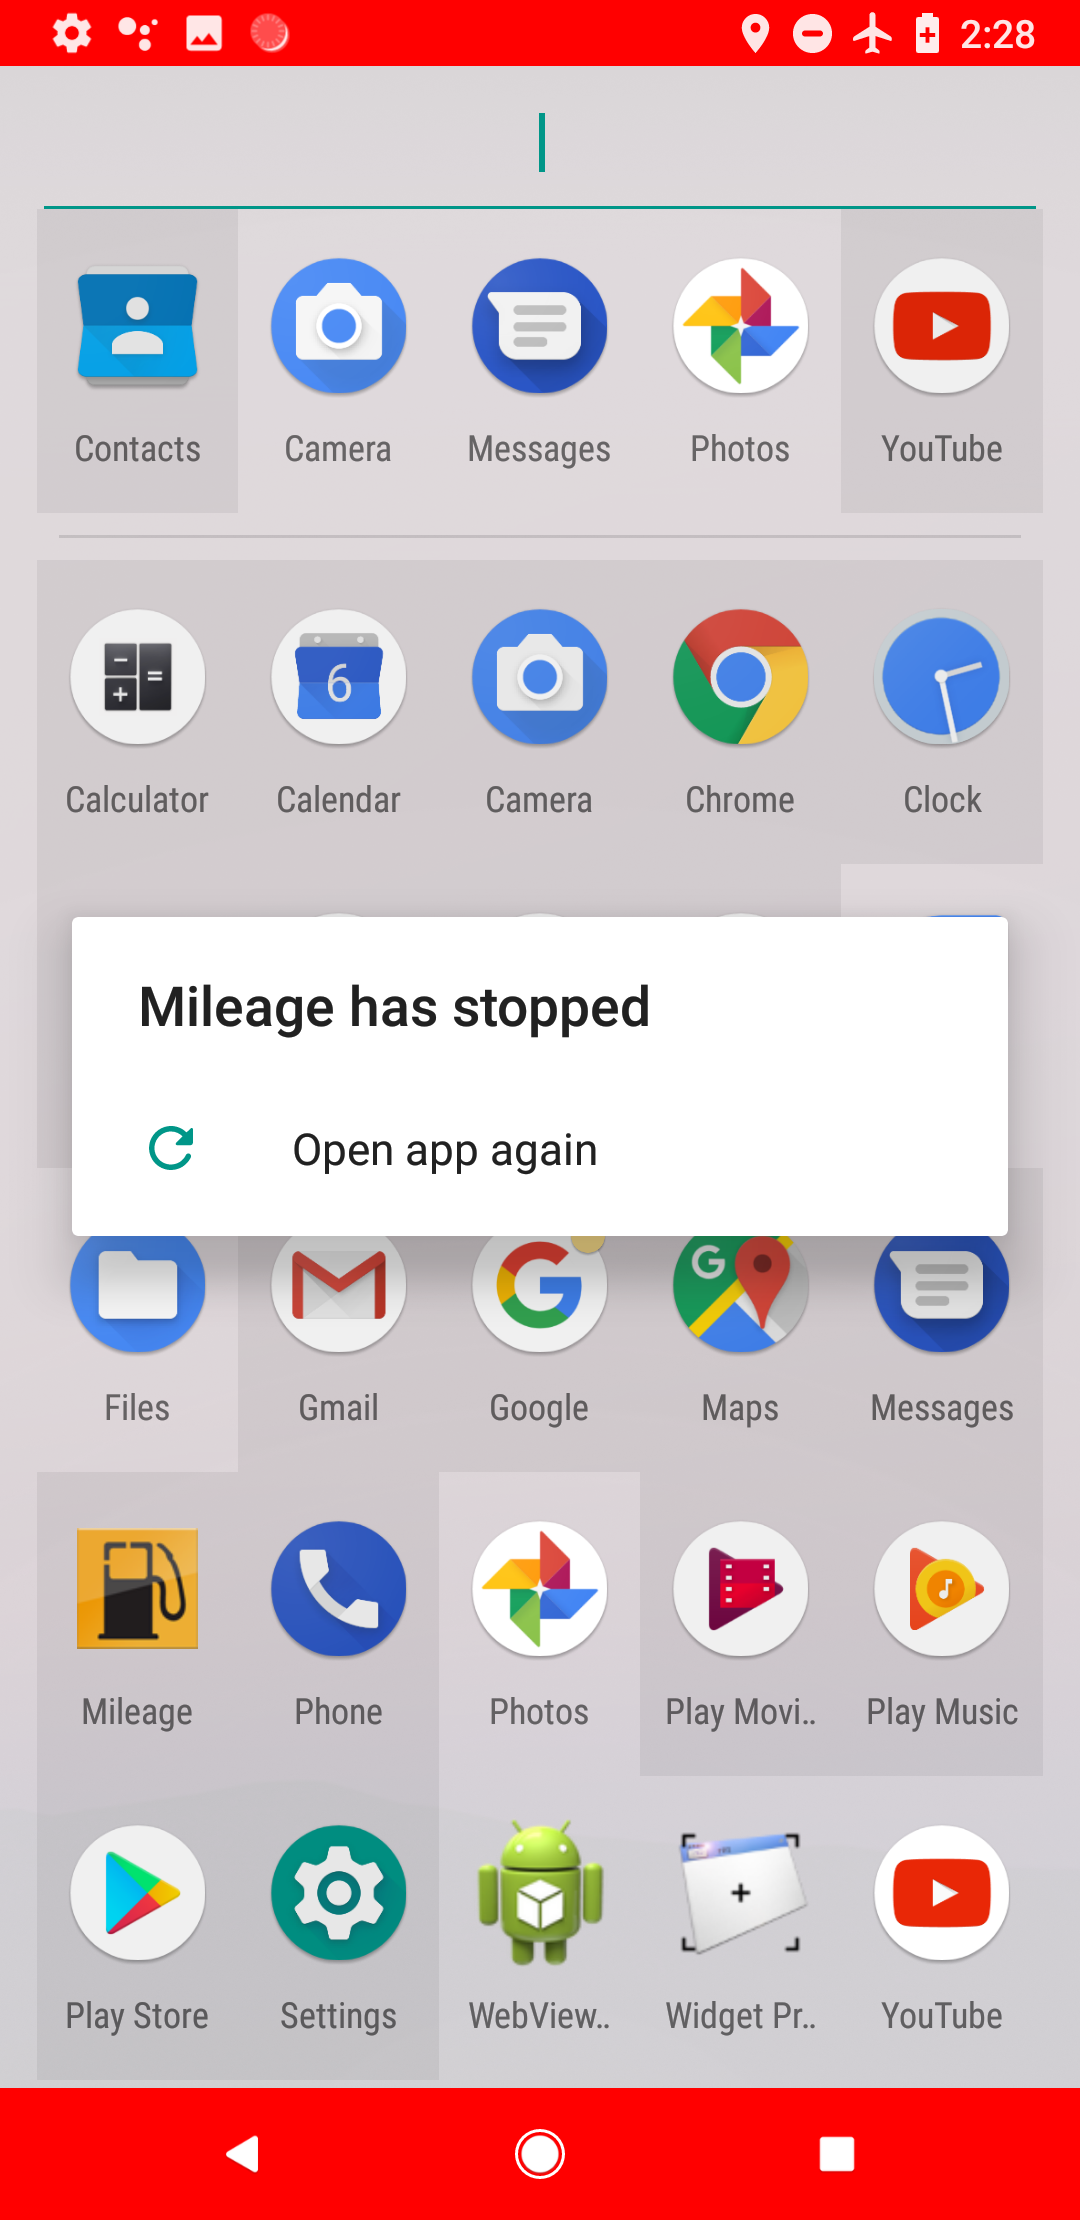 2:28
Contacts Camera Messages Photos YouTube
6
Calculator Calendar Camera Chrome Clock
Mileage has stopped
Open app again
Files Gmail Google Maps Messages
Mileage Phone Photos Play Movi.. Play Music
Play Store Settings WebView.. Widget Pr.. YouTube